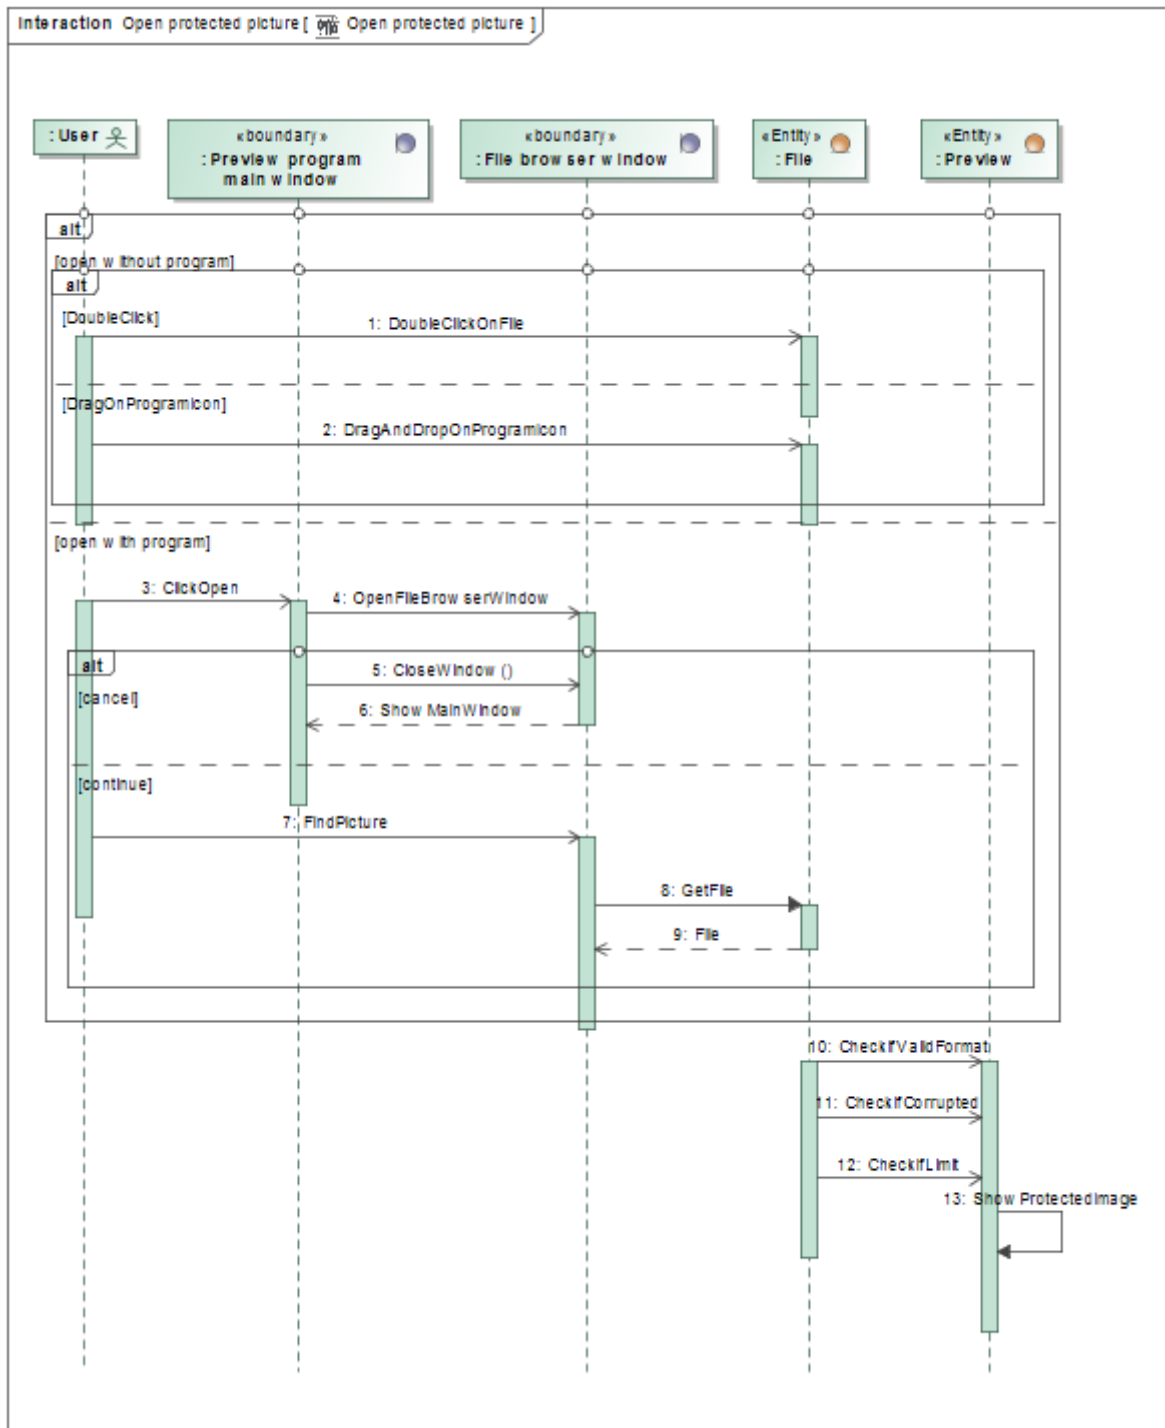 Interaction Open protected picture [ Open protected picture ]
: User
«boundary»
: Preview program
main window
«boundary»
: File browser window
«Entity»
: File
«Entity»
: Preview
alt
[open without program]
alt
[DoubleClick]
1: DoubleClickOnFile
[DragOnProgramIcon]
2: DragAndDropOnProgramIcon
[open with program]
3: ClickOpen
4: OpenFileBrowserWindow
alt
5: CloseWindow ()
[cancel]
6: Show MainWindow
[continue]
7: FindPicture
8: GetFile
9: File
10: CheckIfValidFormat
11: CheckIfCorrupted
12: CheckIfLimit
13: Show ProtectedImage